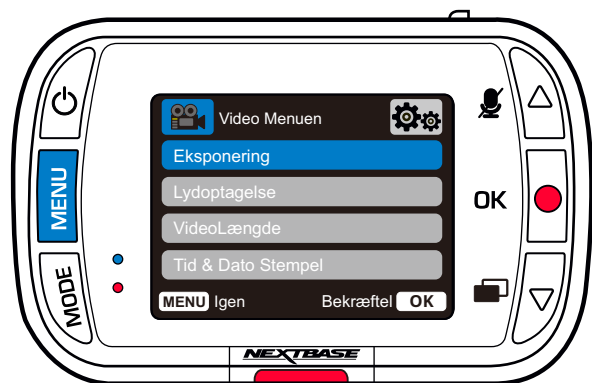 Video Menuen
Eksponering
MENU
Lydoptagelse
OK
VideoLængde
Tid & Dato Stempel
MODE
MENU Igen Bekræftel OK
NEXTBASE